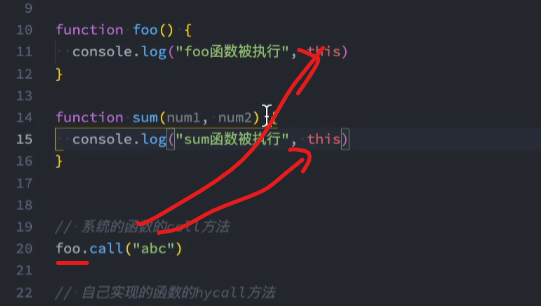 9
10 function foo() {
11 console.log("foo函数被执行", this)
12 }
13
14 function sum(num1, num2) {
15 console.log("sum函数被执行", this)
16 }
17
18
19 // 系统的函数的call方法
20 foo.call("abc")
21
22 // 自己实现的函数的hycall方法